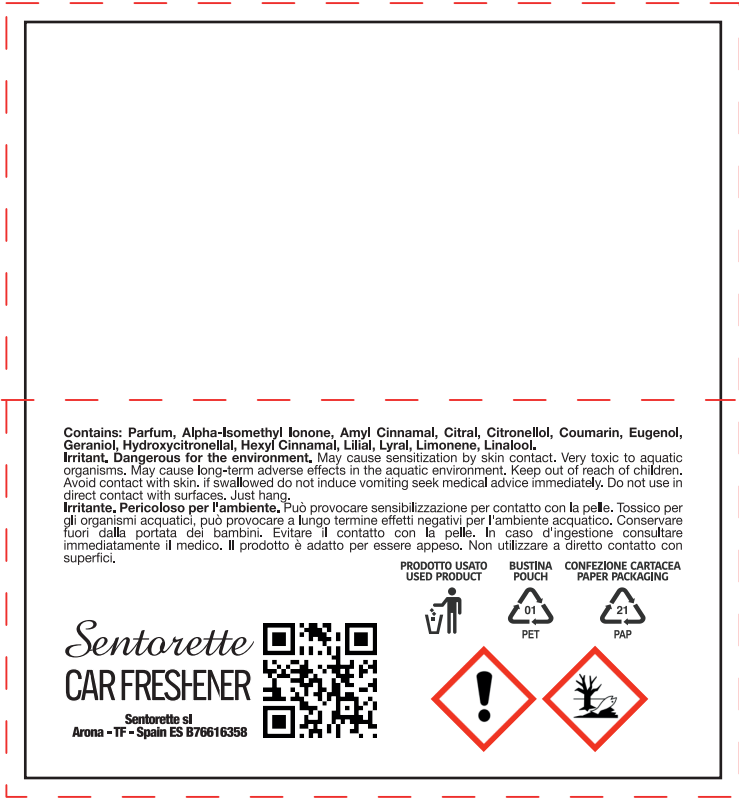 Contains: Parfum, Alpha-Isomethyl Ionone, Amyl Cinnamal, Citral, Citronellol, Coumarin, Eugenol,
Geraniol, Hydroxycitronellal, Hexyl Cinnamal, Lilial, Lyral, Limonene, Linalool.
Irritant. Dangerous for the environment. May cause sensitization by skin contact. Very toxic to aquatic
organisms. May cause long-term adverse effects in the aquatic environment. Keep out of reach of children.
Avoid contact with skin. if swallowed do not induce vomiting seek medical advice immediately. Do not use in
direct contact with surfaces. Just hang.
Irritante. Pericoloso per l'ambiente. Può provocare sensibilizzazione per contatto con la pelle. Tossico per
gli organismi acquatici, può provocare a lungo termine effetti negativi per l'ambiente acquatico. Conservare
fuori dalla portata dei bambini. Evitare il contatto con la pelle. In caso d'ingestione consultare
immediatamente il medico. Il prodotto è adatto per essere appeso. Non utilizzare a diretto contatto con
superfici.
PRODOTTO USATO
USED PRODUCT
BUSTINA
POUCH
01
PET
CONFEZIONE CARTACEA
PAPER PACKAGING
21
PAP
Sentorette
CAR FRESHENER
Sentorette sl
Arona - TF - Spain ES B76616358